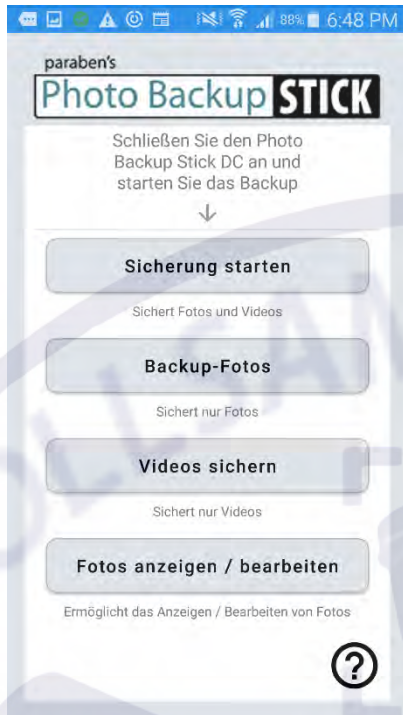 88% 6:48 PM
paraben's
Photo Backup STICK
Schließen Sie den Photo
Backup Stick DC an und
starten Sie das Backup
Sicherung starten
Sichert Fotos und Videos
Backup-Fotos
Sichert nur Fotos
Videos sichern
Sichert nur Videos
Fotos anzeigen / bearbeiten
Ermöglicht das Anzeigen / Bearbeiten von Fotos
?